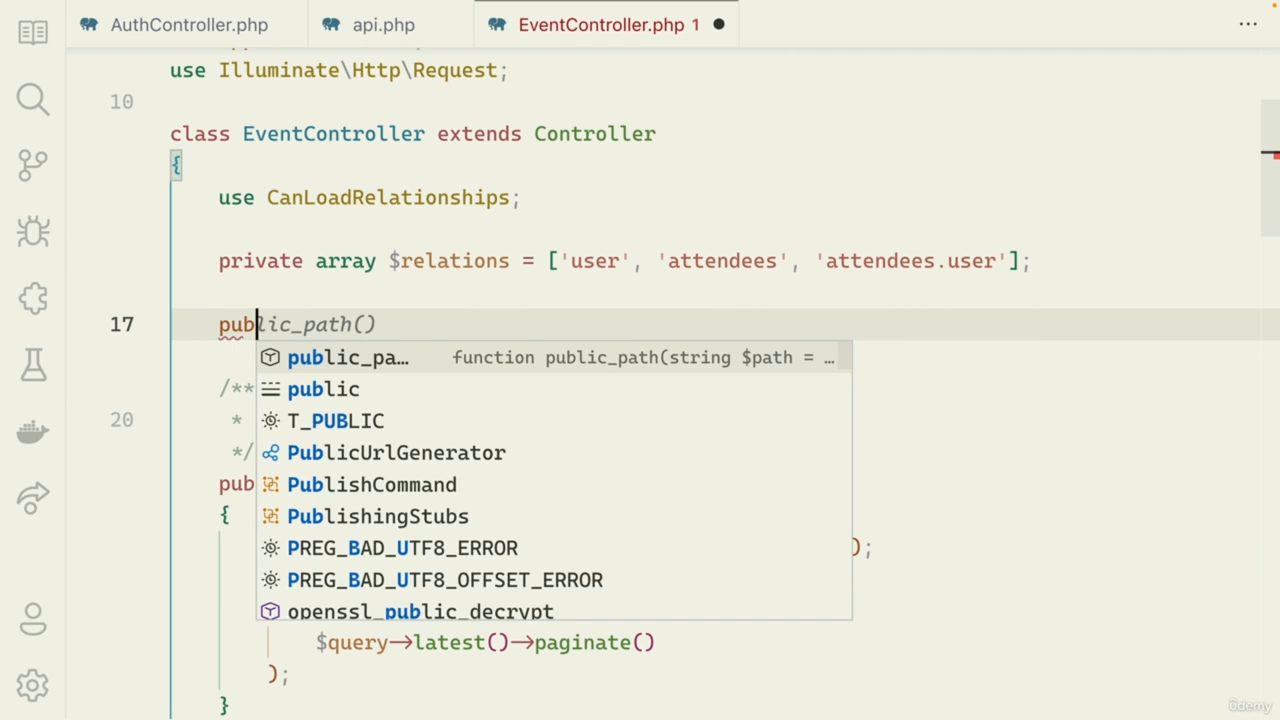 AuthController.php api.php EventController.php 1
use Illuminate\Http\Request;
10
class EventController extends Controller
{
use CanLoadRelationships;
private array $relations = ['user', 'attendees', 'attendees.user'];
17 public_path()
public_pa… function public_path(string $path = …
/** public
20 * T_PUBLIC
*/ PublicUrlGenerator
pub PublishCommand
{ PublishingStubs
PREG_BAD_UTF8_ERROR );
PREG_BAD_UTF8_OFFSET_ERROR
openssl_public_decrypt
$query->latest()->paginate()
);
}
ûdemy